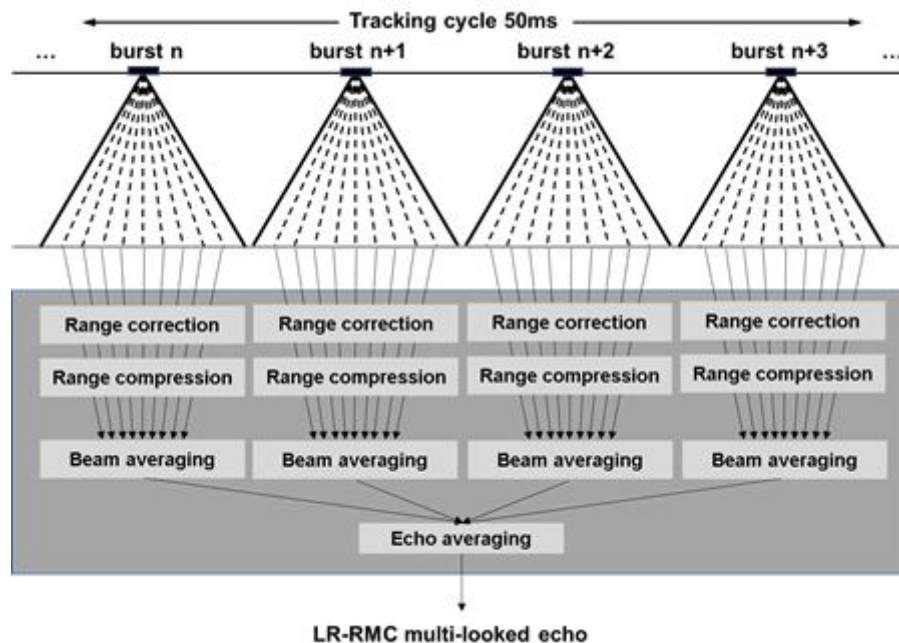 Tracking cycle 50ms
... burst n burst n+1 burst n+2 burst n+3 ...
Range correction Range correction Range correction Range correction
Range compression Range compression Range compression Range compression
Beam averaging Beam averaging Beam averaging Beam averaging
Echo averaging
LR-RMC multi-looked echo